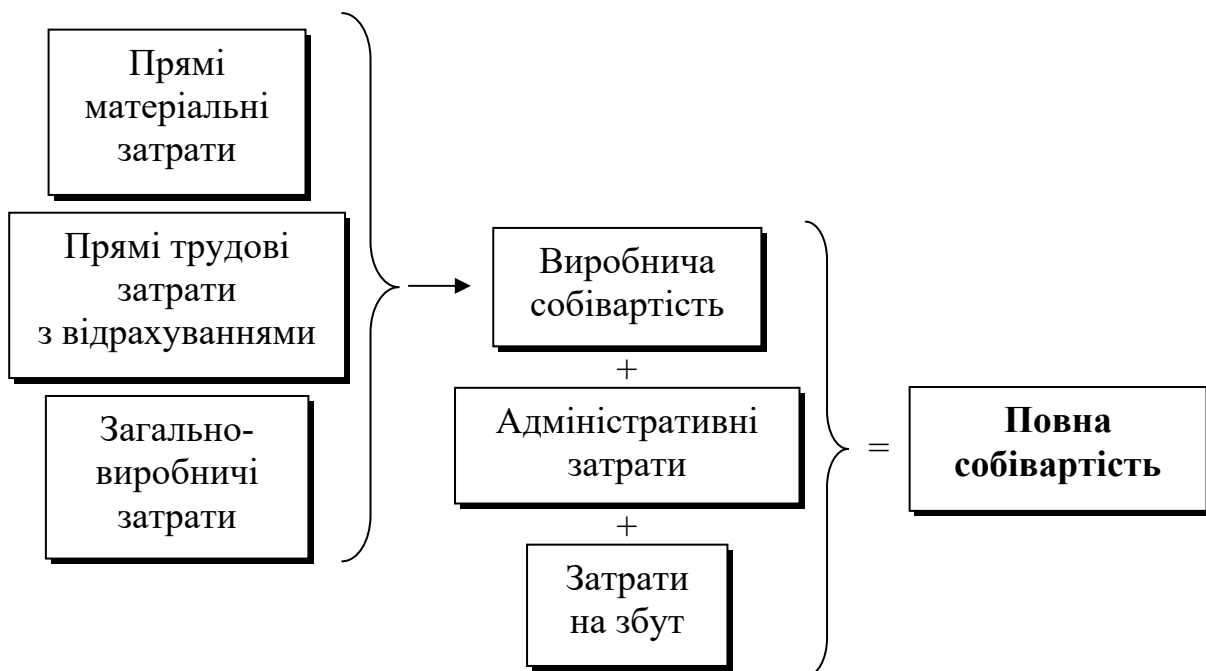 Прямі
матеріальні
затрати
Прямі трудові
затрати
з відрахуваннями
Загально-
виробничі
затрати
Виробнича
собівартість
+
Адміністративні
затрати
+
Затрати
на збут
=
Повна
собівартість